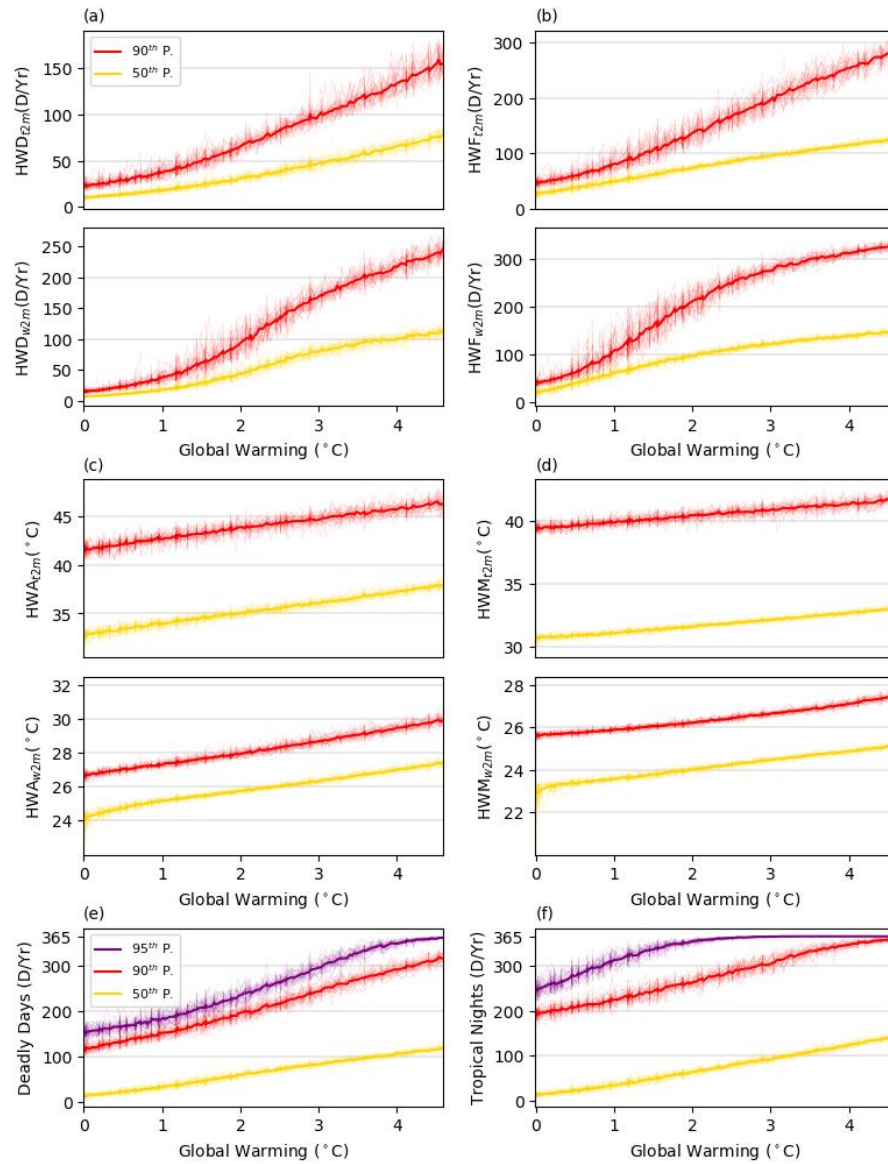 (a)
(b)
90th P.
50th P.
HWDt2m(D/Yr)
150
100
50
0
HWFt2m(D/Yr)
300
200
100
0
HWDw2m(D/Yr)
250
200
150
100
50
0
HWFw2m(D/Yr)
300
200
100
0
0 1 2 3 4
Global Warming (°C)
0 1 2 3 4
Global Warming (°C)
(c)
(d)
HWAt2m(°C)
45
40
35
HWMt2m(°C)
40
35
30
HWAw2m(°C)
32
30
28
26
24
HWMw2m(°C)
28
26
24
22
0 1 2 3 4
Global Warming (°C)
0 1 2 3 4
Global Warming (°C)
(e)
(f)
95th P.
90th P.
50th P.
Deadly Days (D/Yr)
365
300
200
100
0
Tropical Nights (D/Yr)
365
300
200
100
0
0 1 2 3 4
Global Warming (°C)
0 1 2 3 4
Global Warming (°C)